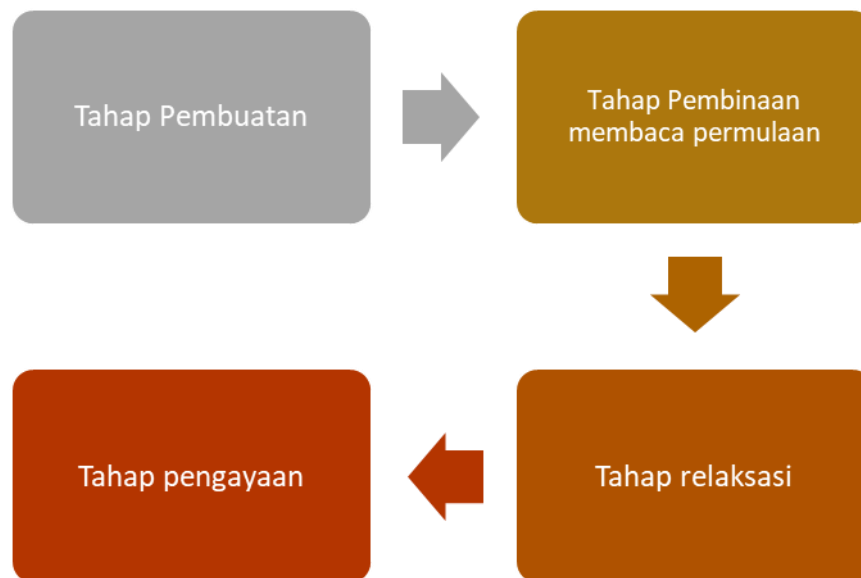 Tahap Pembuatan
Tahap Pembinaan
membaca permulaan
Tahap relaksasi
Tahap pengayaan